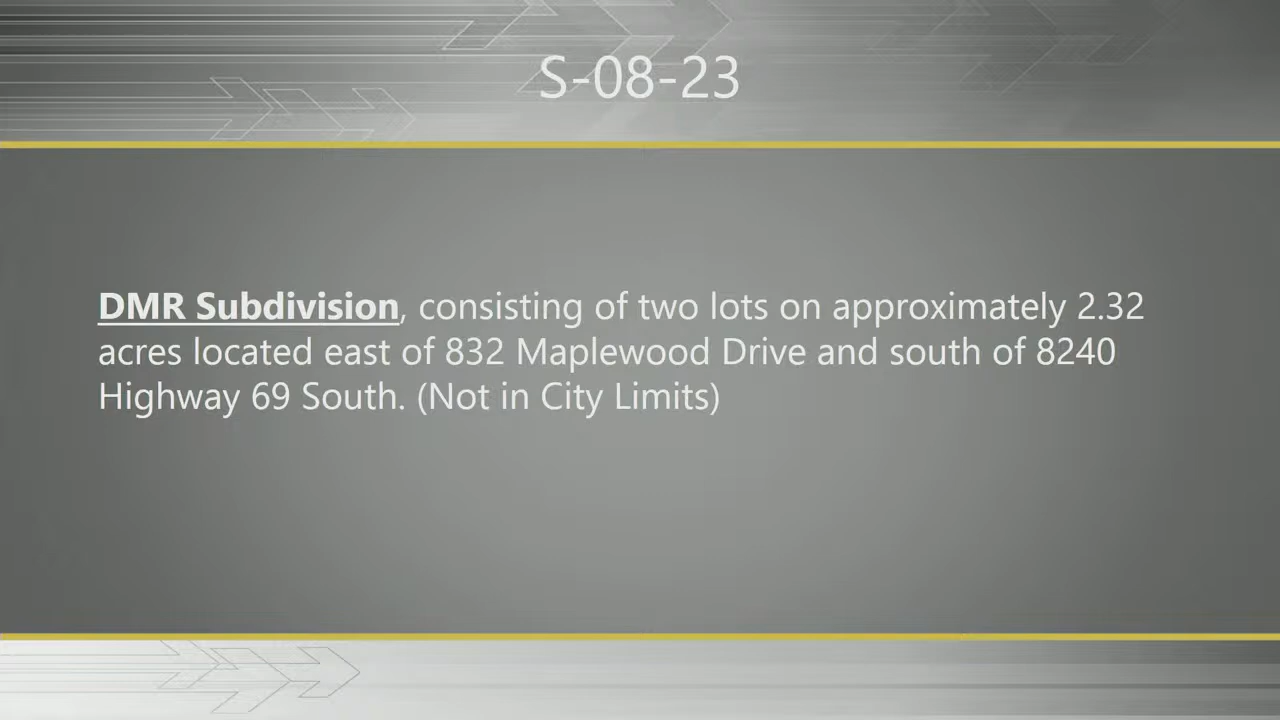 S-08-23
DMR Subdivision, consisting of two lots on approximately 2.32
acres located east of 832 Maplewood Drive and south of 8240
Highway 69 South. (Not in City Limits)